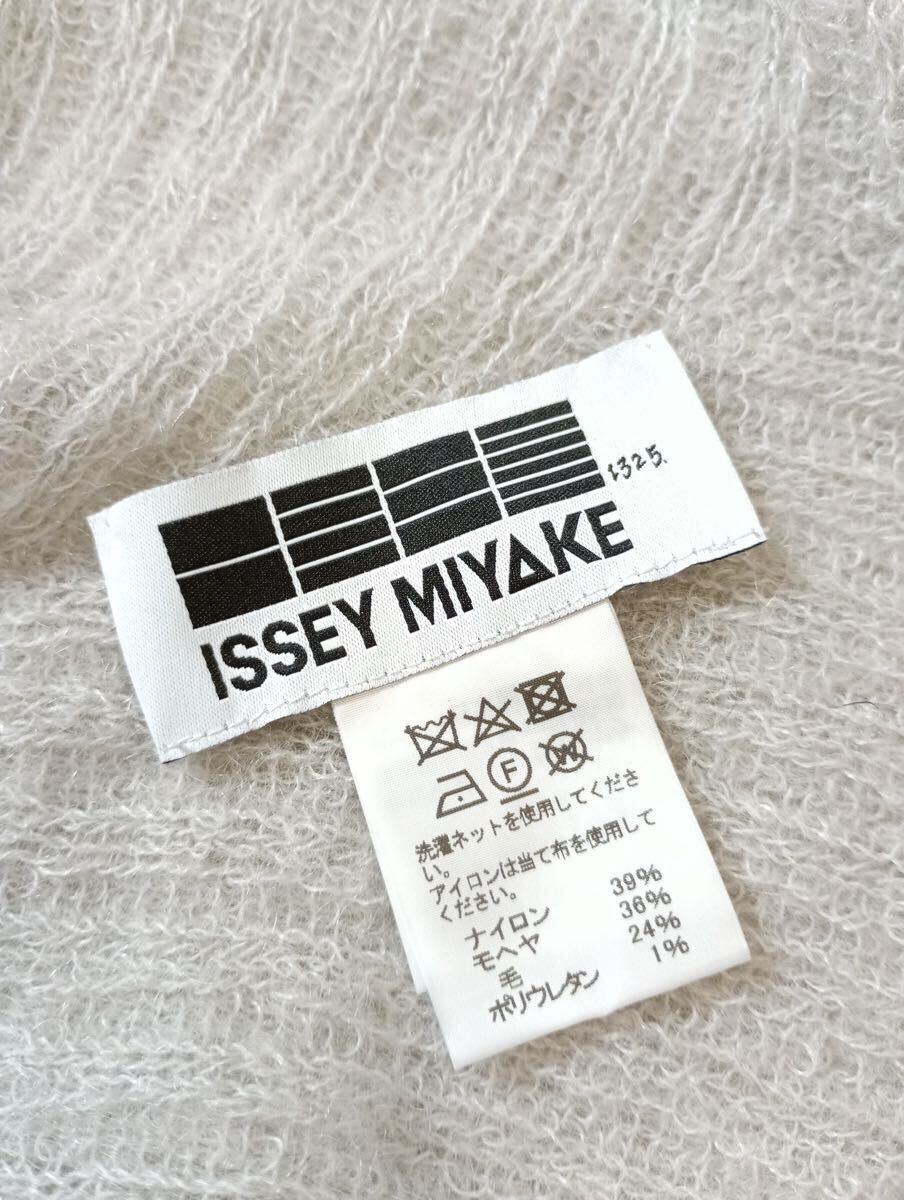 1325.
ISSEY MIYAKE
F
W
洗濯ネットを使用してくださ
い。
アイロンは当て布を使用して
ください。
ナイロン 39%
モヘヤ 36%
毛 24%
ポリウレタン 1%